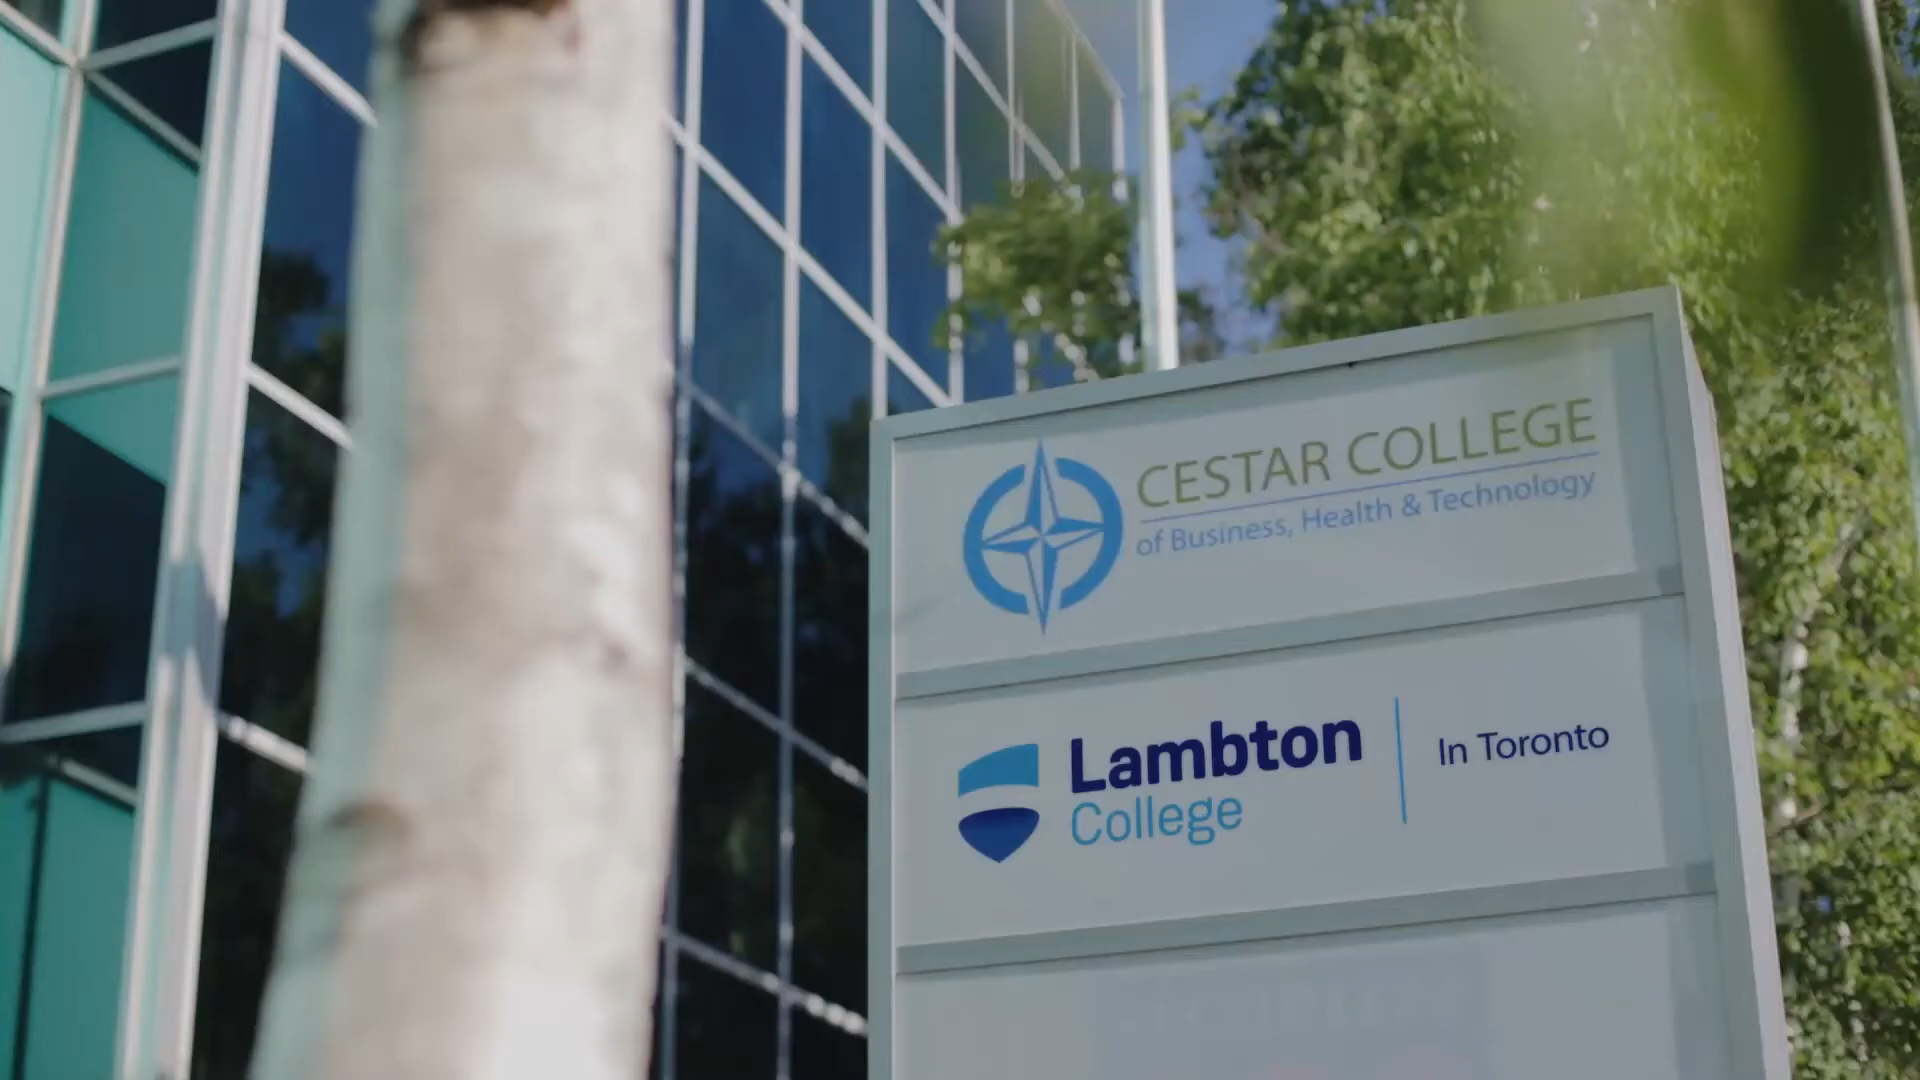 CESTAR COLLEGE
of Business, Health & Technology
Lambton
College
In Toronto